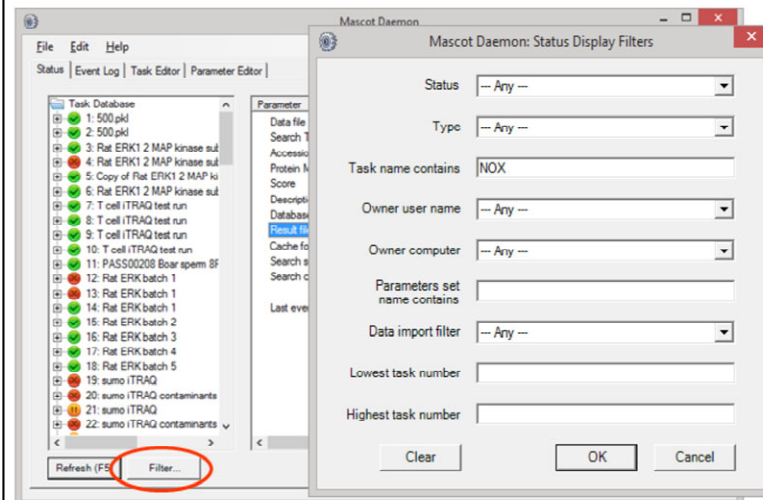 Mascot Daemon
File Edit Help
Status Event Log Task Editor Parameter Editor
Task Database
1: 500.pkl
2: 500.pkl
3: Rat ERK1 2 MAP kinase sub
4: Rat ERK1 2 MAP kinase sub
5: Copy of Rat ERK1 2 MAP ki
6: Rat ERK1 2 MAP kinase sub
7: T cell iTRAQ test run
8: T cell iTRAQ test run
9: T cell iTRAQ test run
10: T cell iTRAQ test run
11: PASS00208 Boar sperm 8F
12: Rat ERK batch 1
13: Rat ERK batch 1
14: Rat ERK batch 1
15: Rat ERK batch 2
16: Rat ERK batch 3
17: Rat ERK batch 4
18: Rat ERK batch 5
19: sumo iTRAQ
20: sumo iTRAQ contaminants
21: sumo iTRAQ
22: sumo iTRAQ contaminants
Refresh (F5
Filter...
Parameter
Data file
Search T
Accessio
Protein M
Score
Descripti
Databas
Result file
Cache fo
Search s
Search c
Last even
Mascot Daemon: Status Display Filters
Status --- Any ---
Type --- Any ---
Task name contains NOX
Owner user name --- Any ---
Owner computer --- Any ---
Parameters set
name contains
Data import filter --- Any ---
Lowest task number
Highest task number
Clear OK Cancel